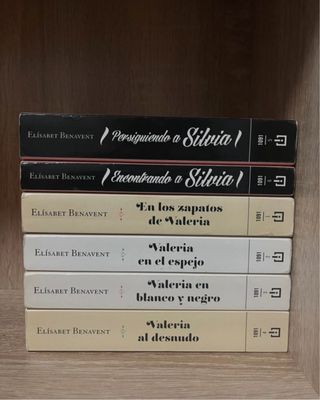 ELÍSABET BENAVENT Persiguiendo a Silvia
ELÍSABET BENAVENT Encontrando a Silvia
ELÍSABET BENAVENT En los zapatos
de Valeria
ELÍSABET BENAVENT Valeria
en el espejo
ELÍSABET BENAVENT Valeria en
blanco y negro
ELÍSABET BENAVENT Valeria
al desnudo